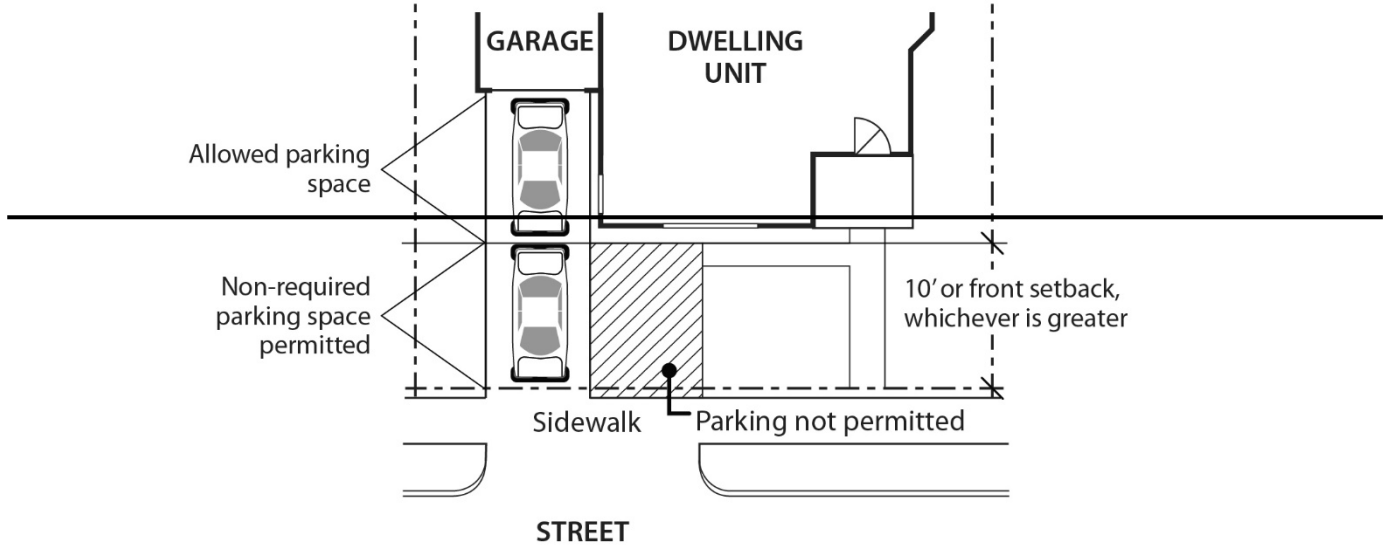 GARAGE
DWELLING
UNIT
Allowed parking
space
Non-required
parking space
permitted
10’ or front setback,
whichever is greater
Sidewalk
Parking not permitted
STREET